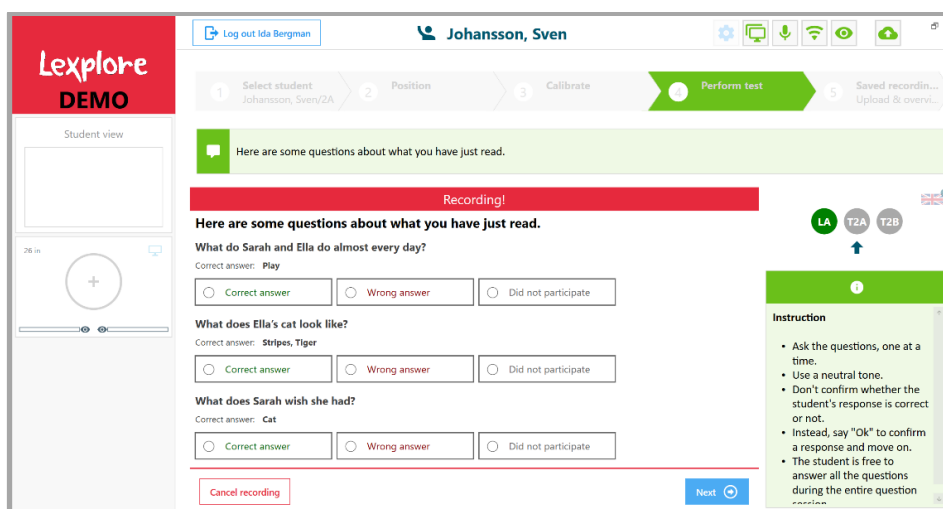 Log out Ida Bergman
Johansson, Sven
Lexplore
DEMO
1 Select student
Johansson, Sven/2A
2 Position
3 Calibrate
4 Perform test
5 Saved recordin...
Upload & overvi...
Student view
26 in
Here are some questions about what you have just read.
Recording!
Here are some questions about what you have just read.
What do Sarah and Ella do almost every day?
Correct answer: Play
Correct answer Wrong answer Did not participate
What does Ella's cat look like?
Correct answer: Stripes, Tiger
Correct answer Wrong answer Did not participate
What does Sarah wish she had?
Correct answer: Cat
Correct answer Wrong answer Did not participate
Cancel recording
Next
LA T2A T2B
Instruction
• Ask the questions, one at a
time.
• Use a neutral tone.
• Don't confirm whether the
student's response is correct
or not.
• Instead, say "Ok" to confirm
a response and move on.
• The student is free to
answer all the questions
during the entire question
session